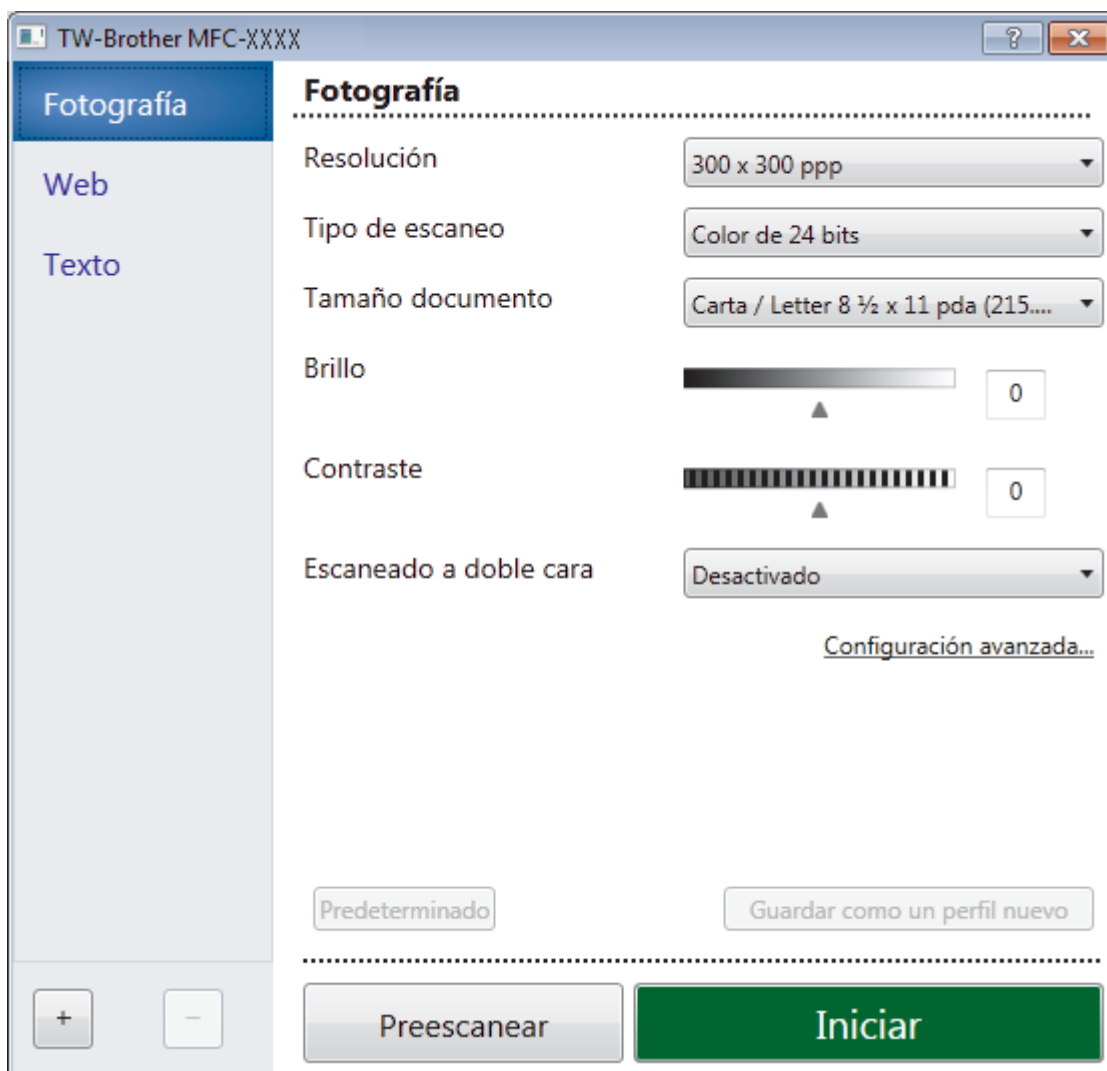 TW-Brother MFC-XXXX
Fotografía
Web
Texto
Fotografía
Resolución
300 x 300 ppp
Tipo de escaneo
Color de 24 bits
Tamaño documento
Carta / Letter 8 ½ x 11 pda (215....
Brillo
0
Contraste
0
Escaneado a doble cara
Desactivado
Configuración avanzada...
Predeterminado
Guardar como un perfil nuevo
+
−
Preescanear
Iniciar